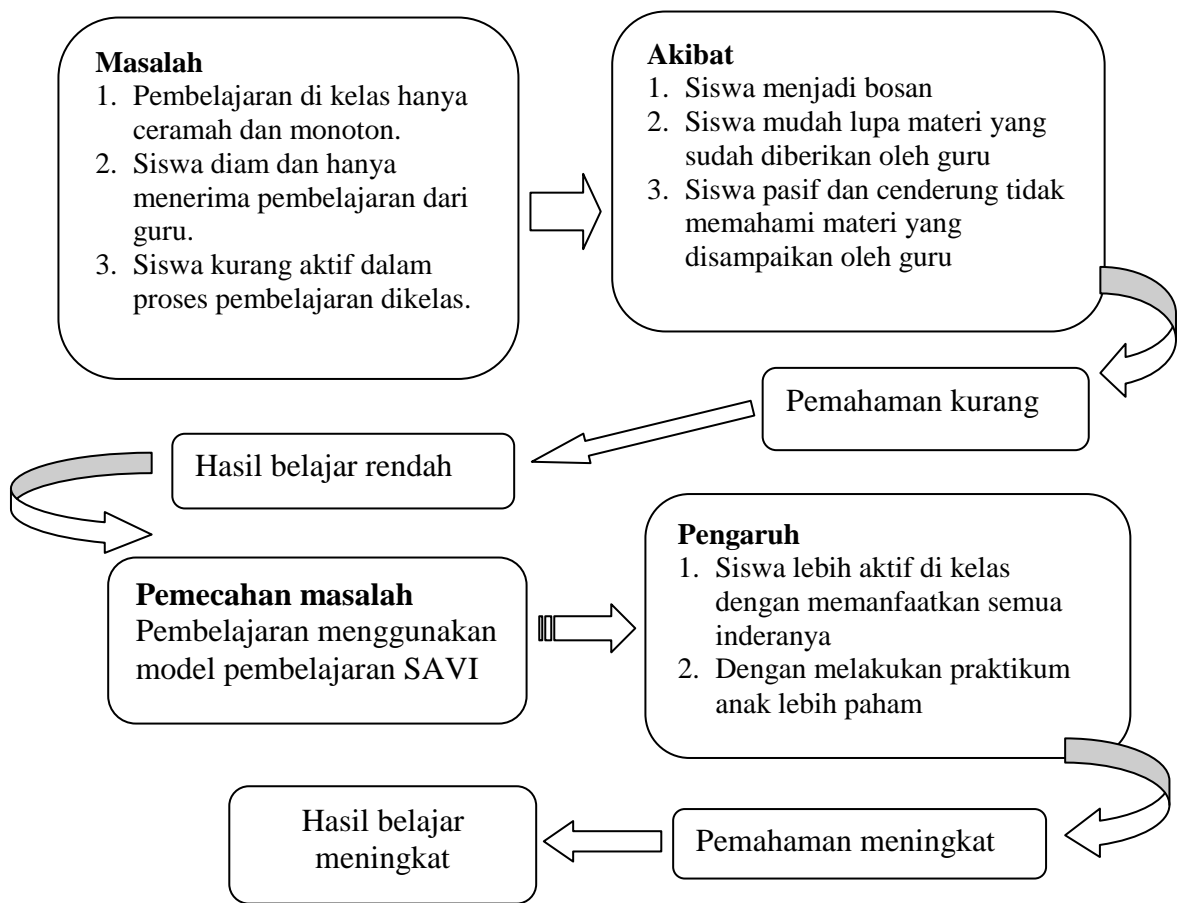 Masalah
1. Pembelajaran di kelas hanya
ceramah dan monoton.
2. Siswa diam dan hanya
menerima pembelajaran dari
guru.
3. Siswa kurang aktif dalam
proses pembelajaran dikelas.
Akibat
1. Siswa menjadi bosan
2. Siswa mudah lupa materi yang
sudah diberikan oleh guru
3. Siswa pasif dan cenderung tidak
memahami materi yang
disampaikan oleh guru
Pemahaman kurang
Hasil belajar rendah
Pemecahan masalah
Pembelajaran menggunakan
model pembelajaran SAVI
Pengaruh
1. Siswa lebih aktif di kelas
dengan memanfaatkan semua
inderanya
2. Dengan melakukan praktikum
anak lebih paham
Pemahaman meningkat
Hasil belajar
meningkat